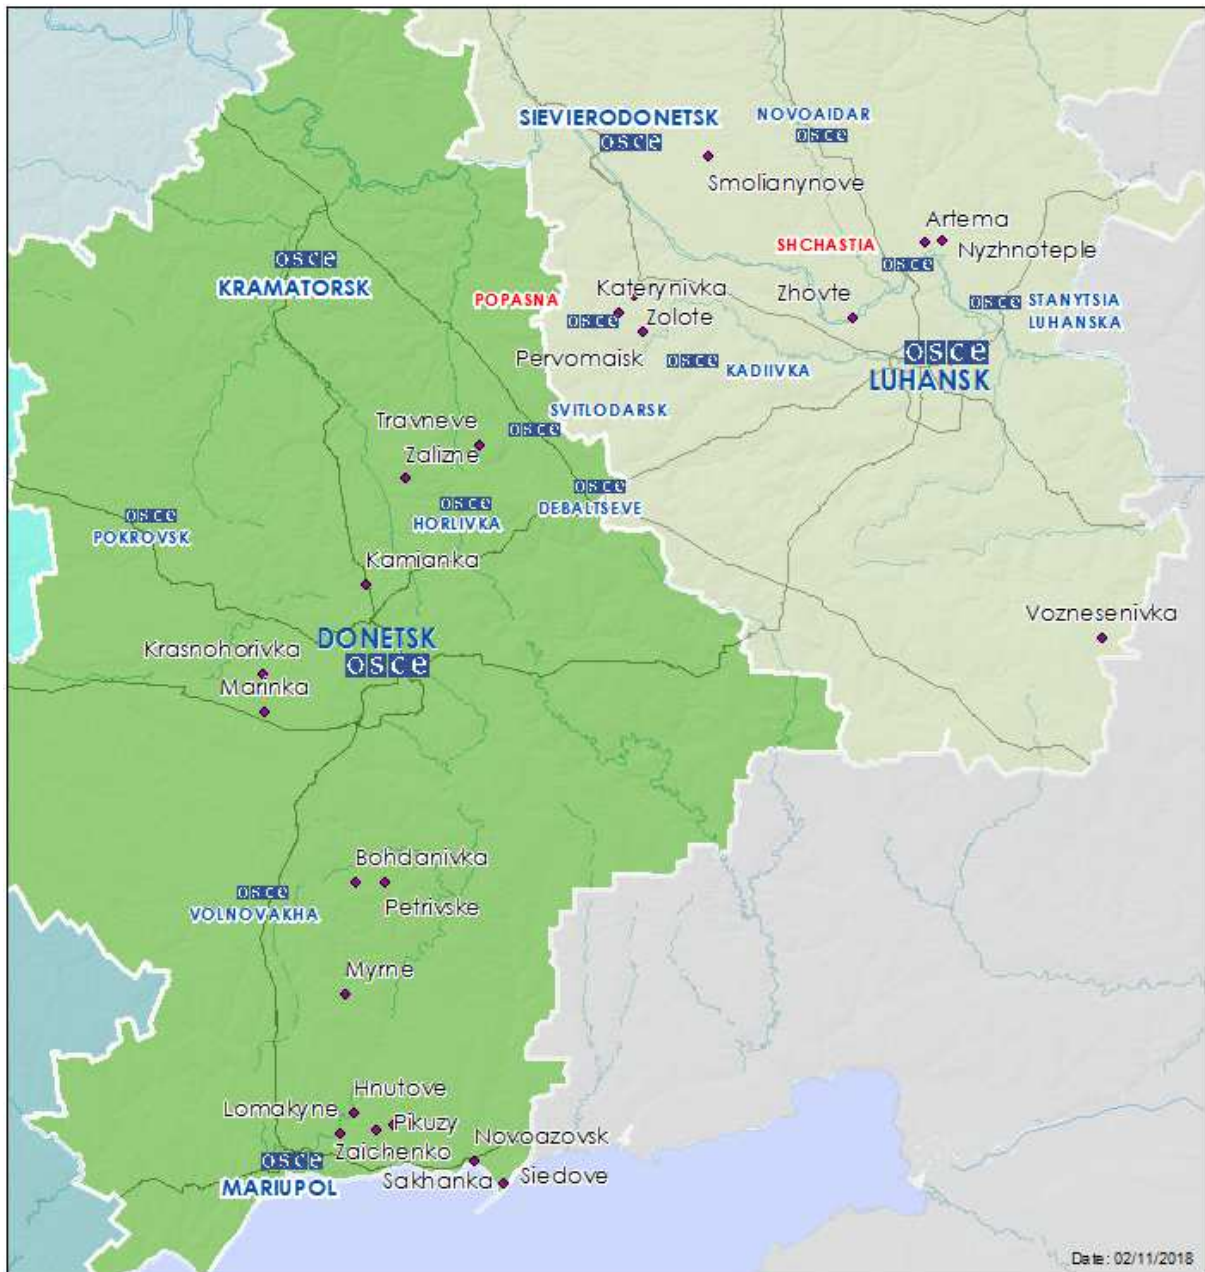 NOVOAIDAR
SIEVIERODONETSK
osce
osce
Smolianynove
Artema
SHCHASTIA
Nyzhnoteple
osce
osce
KRAMATORSK
Katerynivka
Zhovte
POPASNA
osce
STANYTSIA
LUHANSKA
osce
Zolote
Pervomaisk
osce
KADIIVKA
osce
LUHANSK
SVITLODARSK
Travneve
osce
Zalizne
osce
HORLIVKA
osce
DEBALTSEVE
osce
POKROVSK
Kamianka
Voznesenivka
DONETSK
osce
Krasnohorivka
Marinka
Bohdanivka
osce
VOLNOVAKHA
Petrivske
Myrne
Hnutove
Lomakyne
Pikuzy
Novoazovsk
Zaichenko
osce
MARIUPOL
Sakhanka
Siedove
Date: 02/11/2018